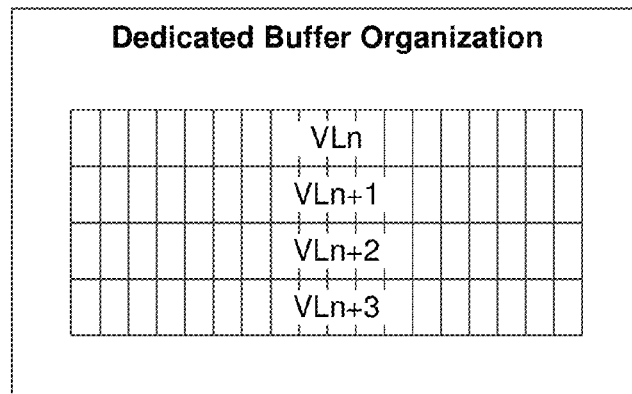 Dedicated Buffer Organization
VLn
VLn+1
VLn+2
VLn+3